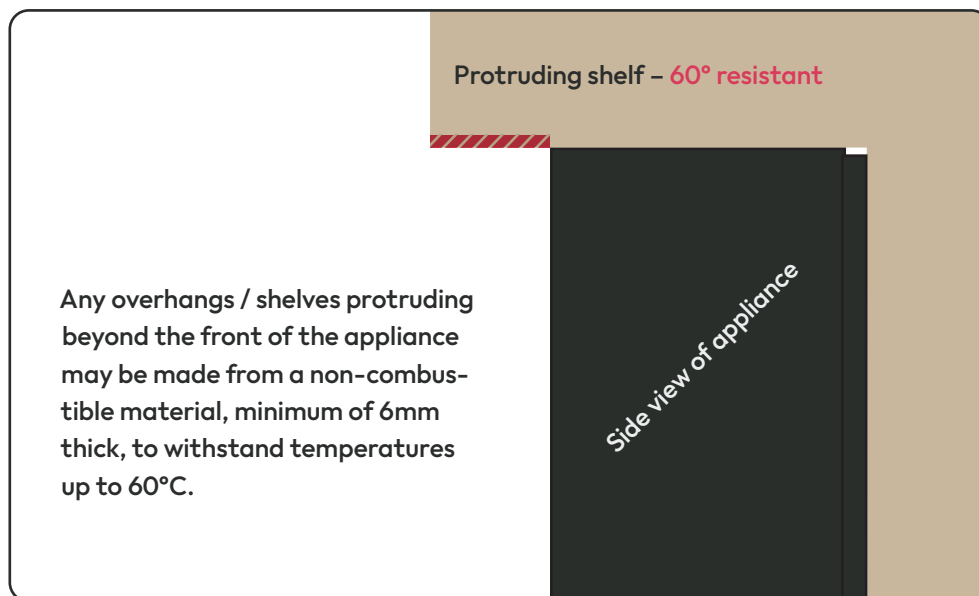 Protruding shelf – 60° resistant
Any overhangs / shelves protruding
beyond the front of the appliance
may be made from a non-combus-
tible material, minimum of 6mm
thick, to withstand temperatures
up to 60°C.
Side view of appliance